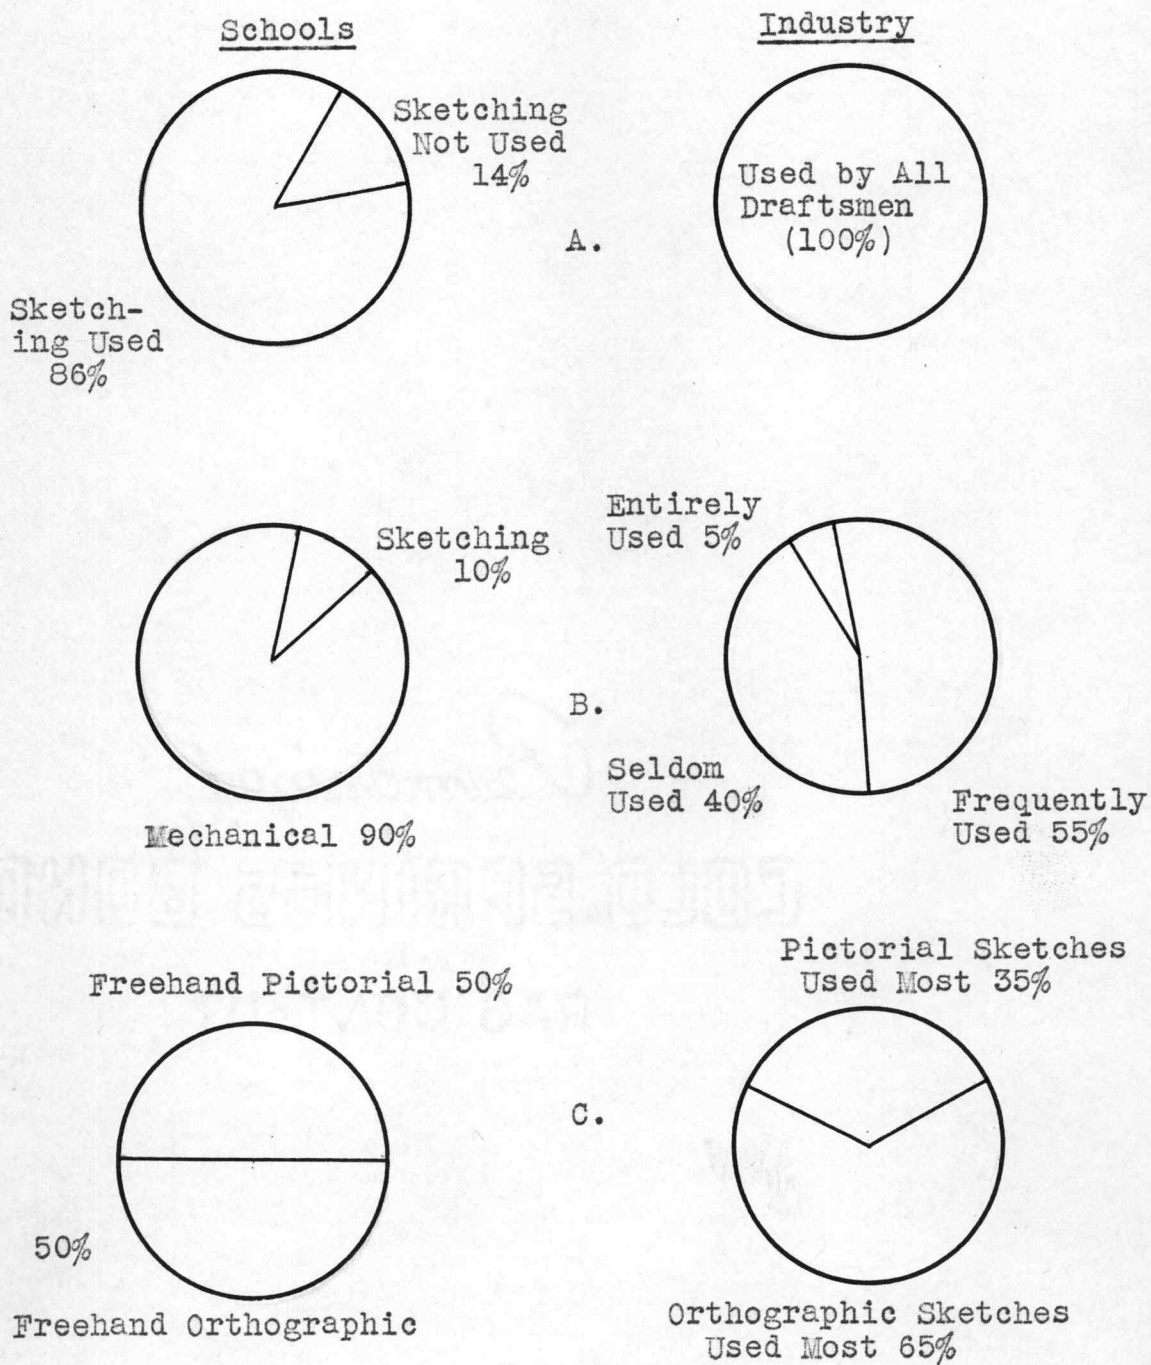 Schools
Industry
Sketching
Not Used
14%
Used by All
Draftsmen
(100%)
A.
Sketch-
ing Used
86%
Entirely
Used 5%
Sketching
10%
B.
Seldom
Used 40%
Frequently
Used 55%
Mechanical 90%
Pictorial Sketches
Used Most 35%
Freehand Pictorial 50%
C.
50%
Freehand Orthographic
Orthographic Sketches
Used Most 65%